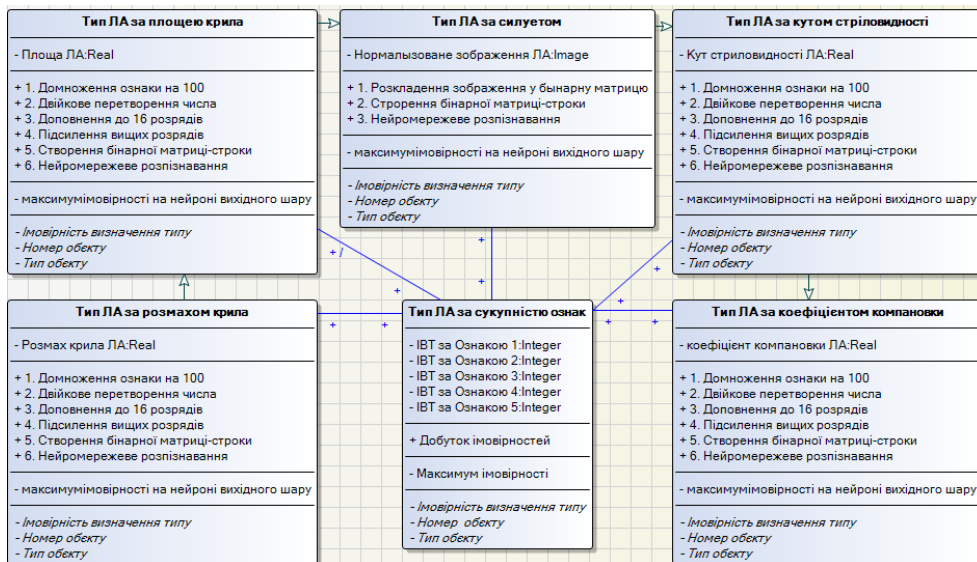 Тип ЛА за площею крила
- Площа ЛА:Real
+ 1. Домноження ознаки на 100
+ 2. Двійкове перетворення числа
+ 3. Доповнення до 16 розрядів
+ 4. Підсилення вищих розрядів
+ 5. Створення бінарної матриці-строки
+ 6. Нейромережеве розпізнавання
- максимумімовірності на нейроні вихідного шару
- Імовірність визначення типу
- Номер обєкту
- Тип обєкту
Тип ЛА за силуетом
- Нормалызоване зображення ЛА:Image
+ 1. Розкладення зображення у бынарну матрицю
+ 2. Строрення бінарної матриці-строки
+ 3. Нейромережеве розпізнавання
- максимумімовірності на нейроні вихідного шару
- Імовірність визначення типу
- Номер обєкту
- Тип обєкту
Тип ЛА за кутом стріловидності
- Кут стриловидності ЛА:Real
+ 1. Домноження ознаки на 100
+ 2. Двійкове перетворення числа
+ 3. Доповнення до 16 розрядів
+ 4. Підсилення вищих розрядів
+ 5. Створення бінарної матриці-строки
+ 6. Нейромережеве розпізнавання
- максимумімовірності на нейроні вихідного шару
- Імовірність визначення типу
- Номер обєкту
- Тип обєкту
Тип ЛА за розмахом крила
- Розмах крила ЛА:Real
+ 1. Домноження ознаки на 100
+ 2. Двійкове перетворення числа
+ 3. Доповнення до 16 розрядів
+ 4. Підсилення вищих розрядів
+ 5. Створення бінарної матриці-строки
+ 6. Нейромережеве розпізнавання
- максимумімовірності на нейроні вихідного шару
- Імовірність визначення типу
- Номер обєкту
- Тип обєкту
Тип ЛА за сукупністю ознак
- ІВТ за Ознакою 1:Integer
- ІВТ за Ознакою 2:Integer
- ІВТ за Ознакою 3:Integer
- ІВТ за Ознакою 4:Integer
- ІВТ за Ознакою 5:Integer
+ Добуток імовірностей
- Максимум імовірності
- Імовірність визначення типу
- Номер обєкту
- Тип обєкту
Тип ЛА за коефіцієнтом компановки
- коефіцієнт компановки ЛА:Real
+ 1. Домноження ознаки на 100
+ 2. Двійкове перетворення числа
+ 3. Доповнення до 16 розрядів
+ 4. Підсилення вищих розрядів
+ 5. Створення бінарної матриці-строки
+ 6. Нейромережеве розпізнавання
- максимумімовірності на нейроні вихідного шару
- Імовірність визначення типу
- Номер обєкту
- Тип обєкту